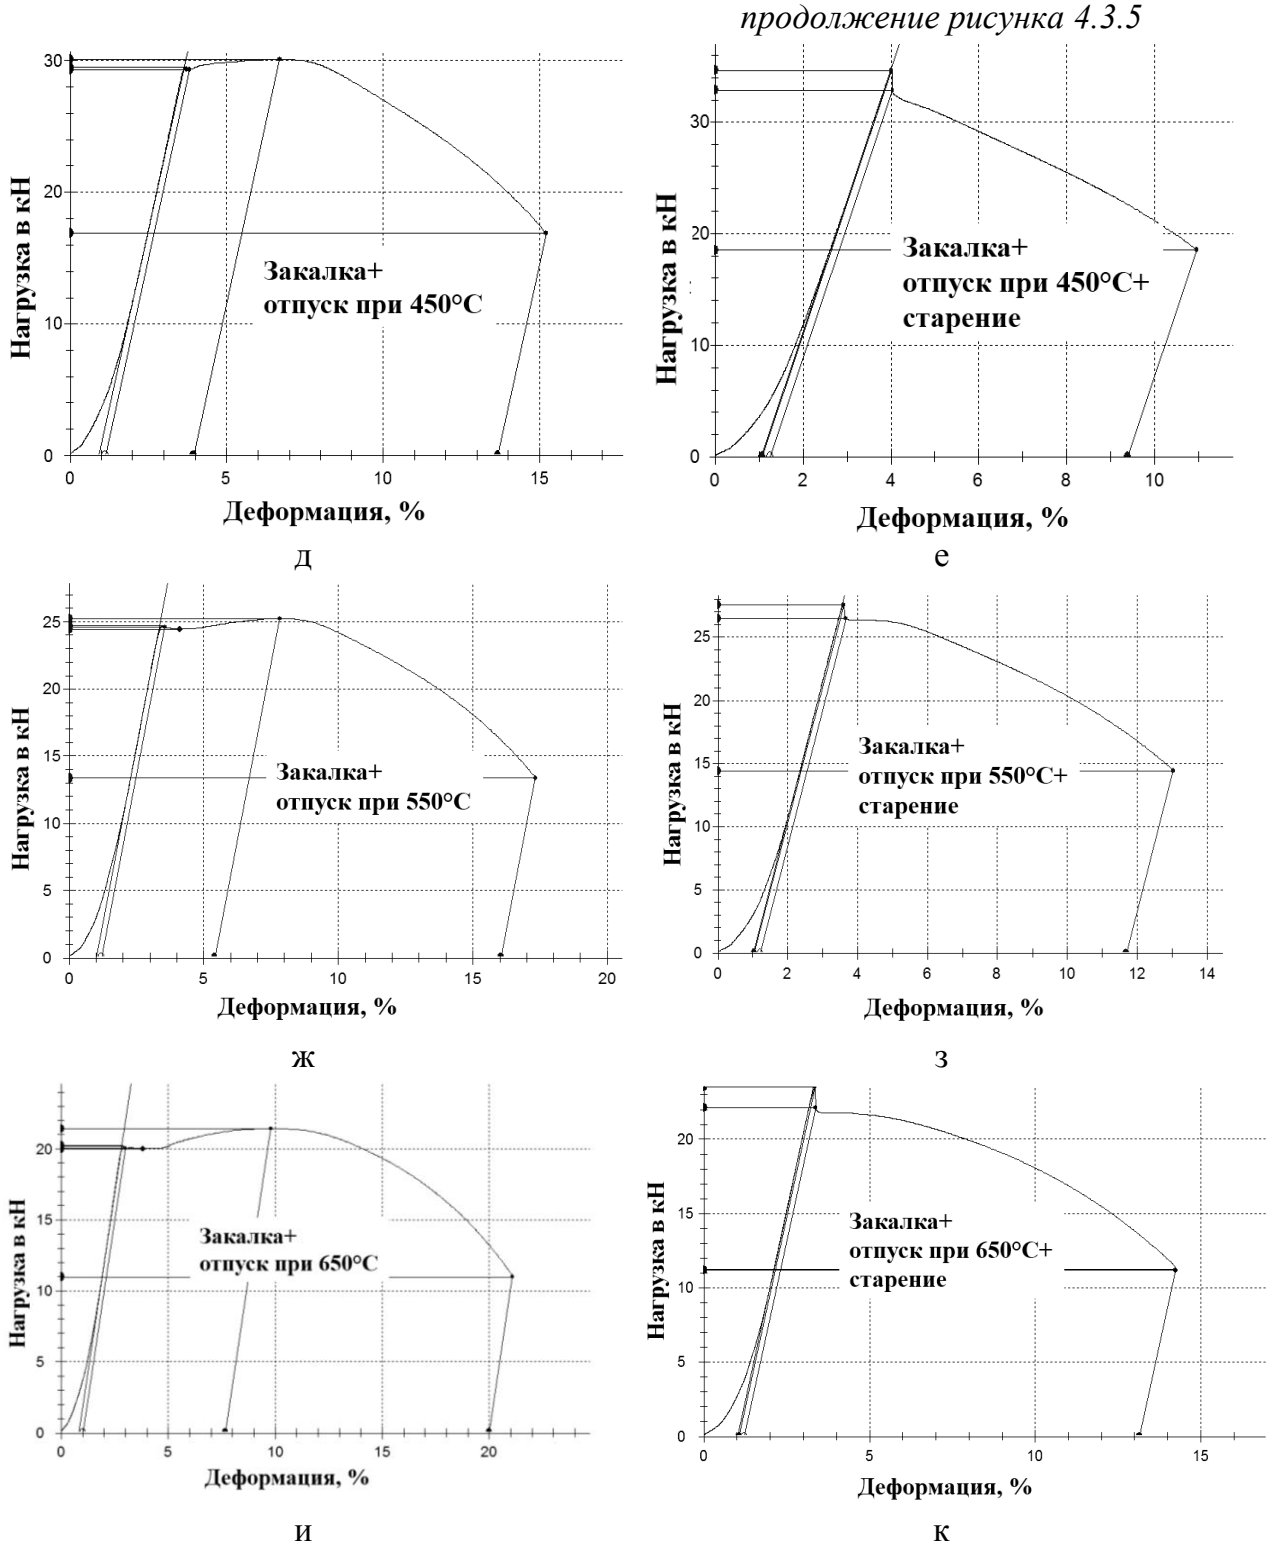 продолжение рисунка 4.3.5
30
20
10
0
0
5
10
15
Нагрузка в кН
Закалка+
отпуск при 450°С
Деформация, %
д
30
20
10
0
0
2
4
6
8
10
Нагрузка в кН
Закалка+
отпуск при 450°С+
старение
Деформация, %
е
25
20
15
10
5
0
0
5
10
15
20
Нагрузка в кН
Закалка+
отпуск при 550°С
Деформация, %
ж
25
20
15
10
5
0
0
2
4
6
8
10
12
14
Нагрузка в кН
Закалка+
отпуск при 550°С+
старение
Деформация, %
з
20
15
10
5
0
0
5
10
15
20
Нагрузка в кН
Закалка+
отпуск при 650°С
Деформация, %
и
20
15
10
5
0
0
5
10
15
Нагрузка в кН
Закалка+
отпуск при 650°С+
старение
Деформация, %
к